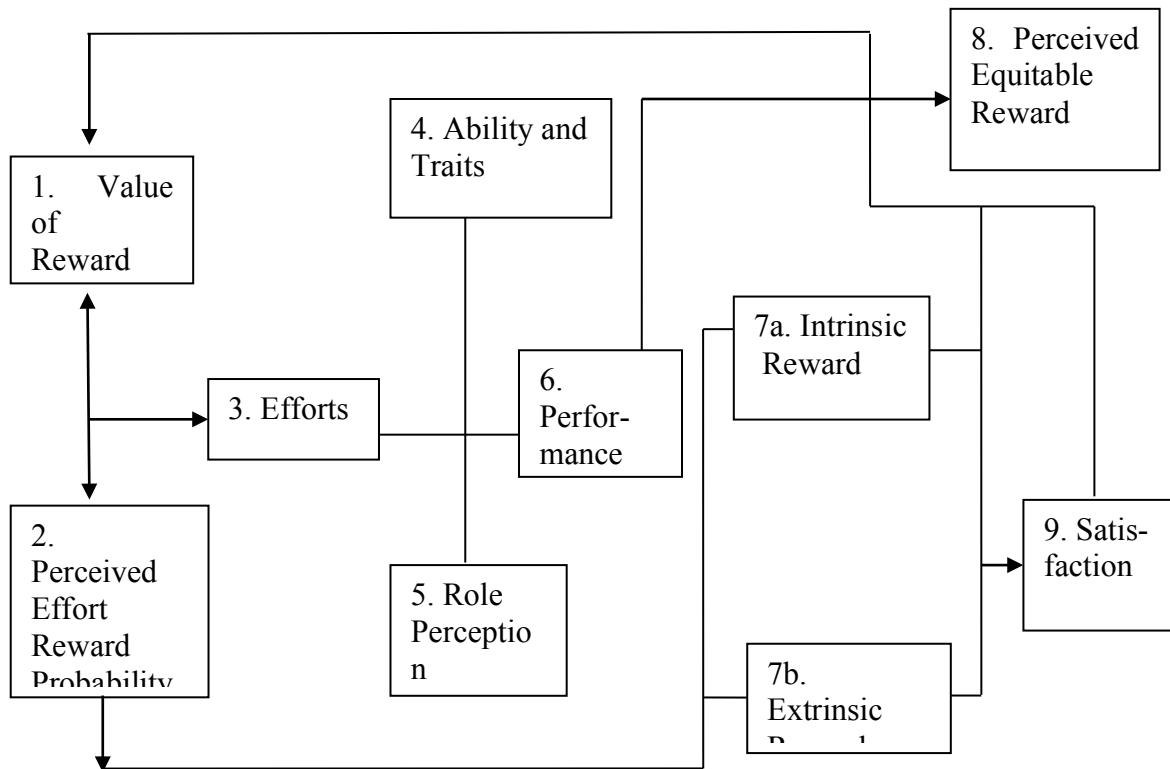 8. Perceived
Equitable
Reward
4. Ability and
Traits
1. Value
of
Reward
7a. Intrinsic
Reward
6.
Perfor-
mance
3. Efforts
2.
Perceived
Effort
Reward
Probability
5. Role
Perceptio
n
9. Satis-
faction
7b.
Extrinsic